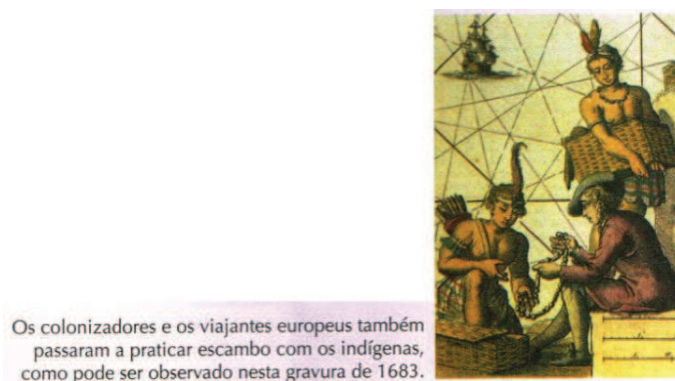 Os colonizadores e os viajantes europeus também
passaram a praticar escambo com os indígenas,
como pode ser observado nesta gravura de 1683.